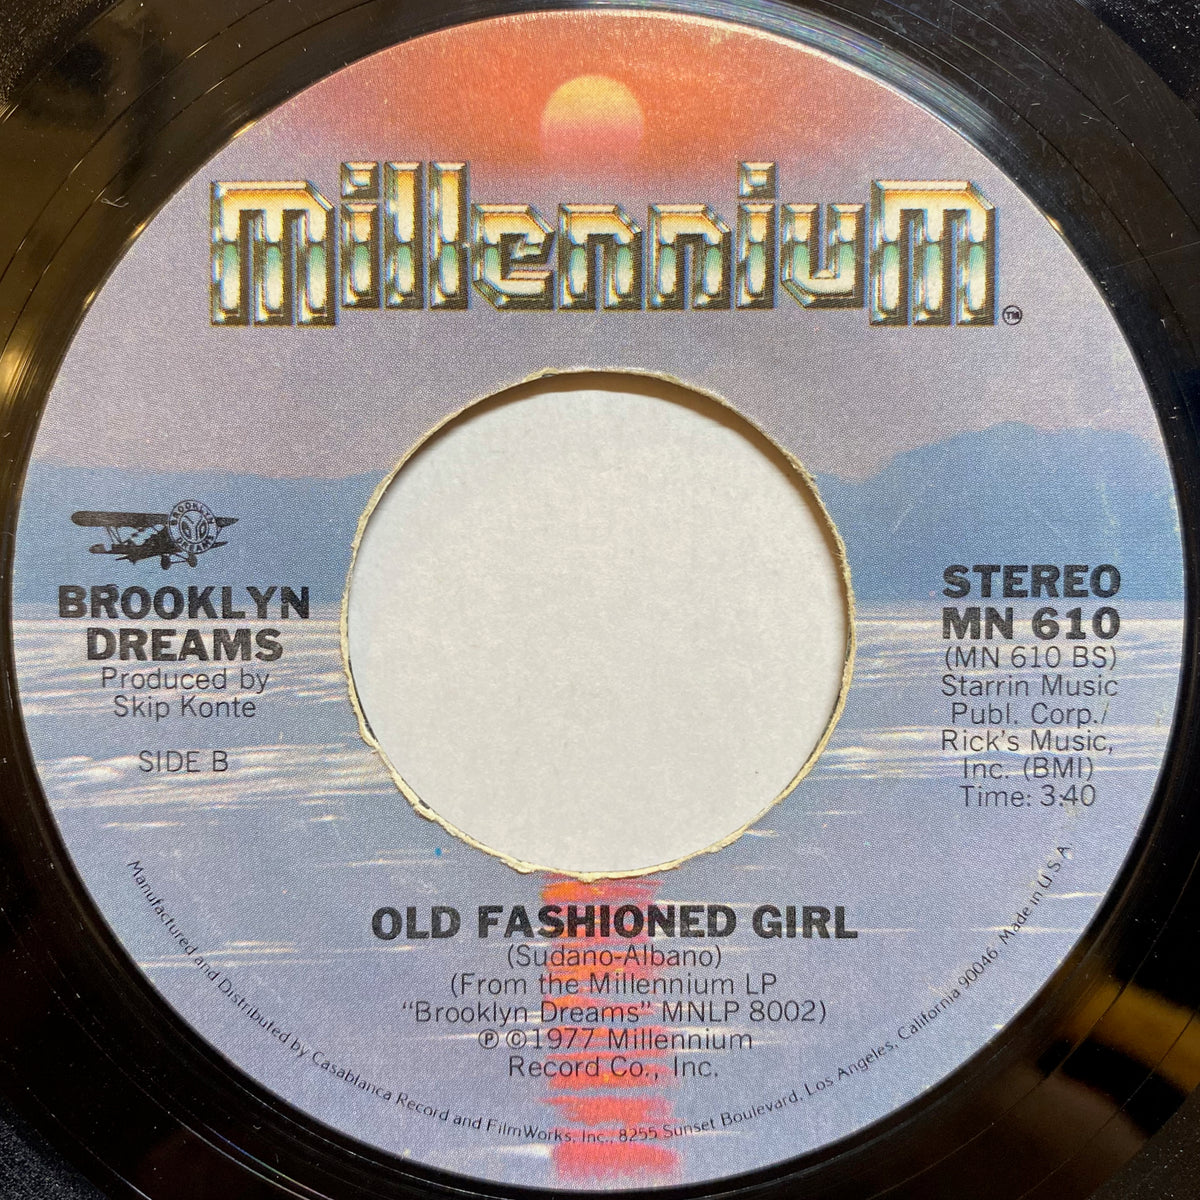 millennium
TM
BROOKLYN
DREAMS
BROOKLYN
DREAMS
Produced by
Skip Konte
SIDE B
STEREO
MN 610
(MN 610 BS)
Starrin Music
Publ. Corp./
Rick's Music,
Inc. (BMI)
Time: 3:40
OLD FASHIONED GIRL
(Sudano-Albano)
(From the Millennium LP
"Brooklyn Dreams" MNLP 8002)
℗ ©1977 Millennium
Record Co., Inc.
Manufactured and Distributed by Casablanca Record and FilmWorks, Inc., 8255 Sunset Boulevard, Los Angeles, California 90046. Made in U.S.A.